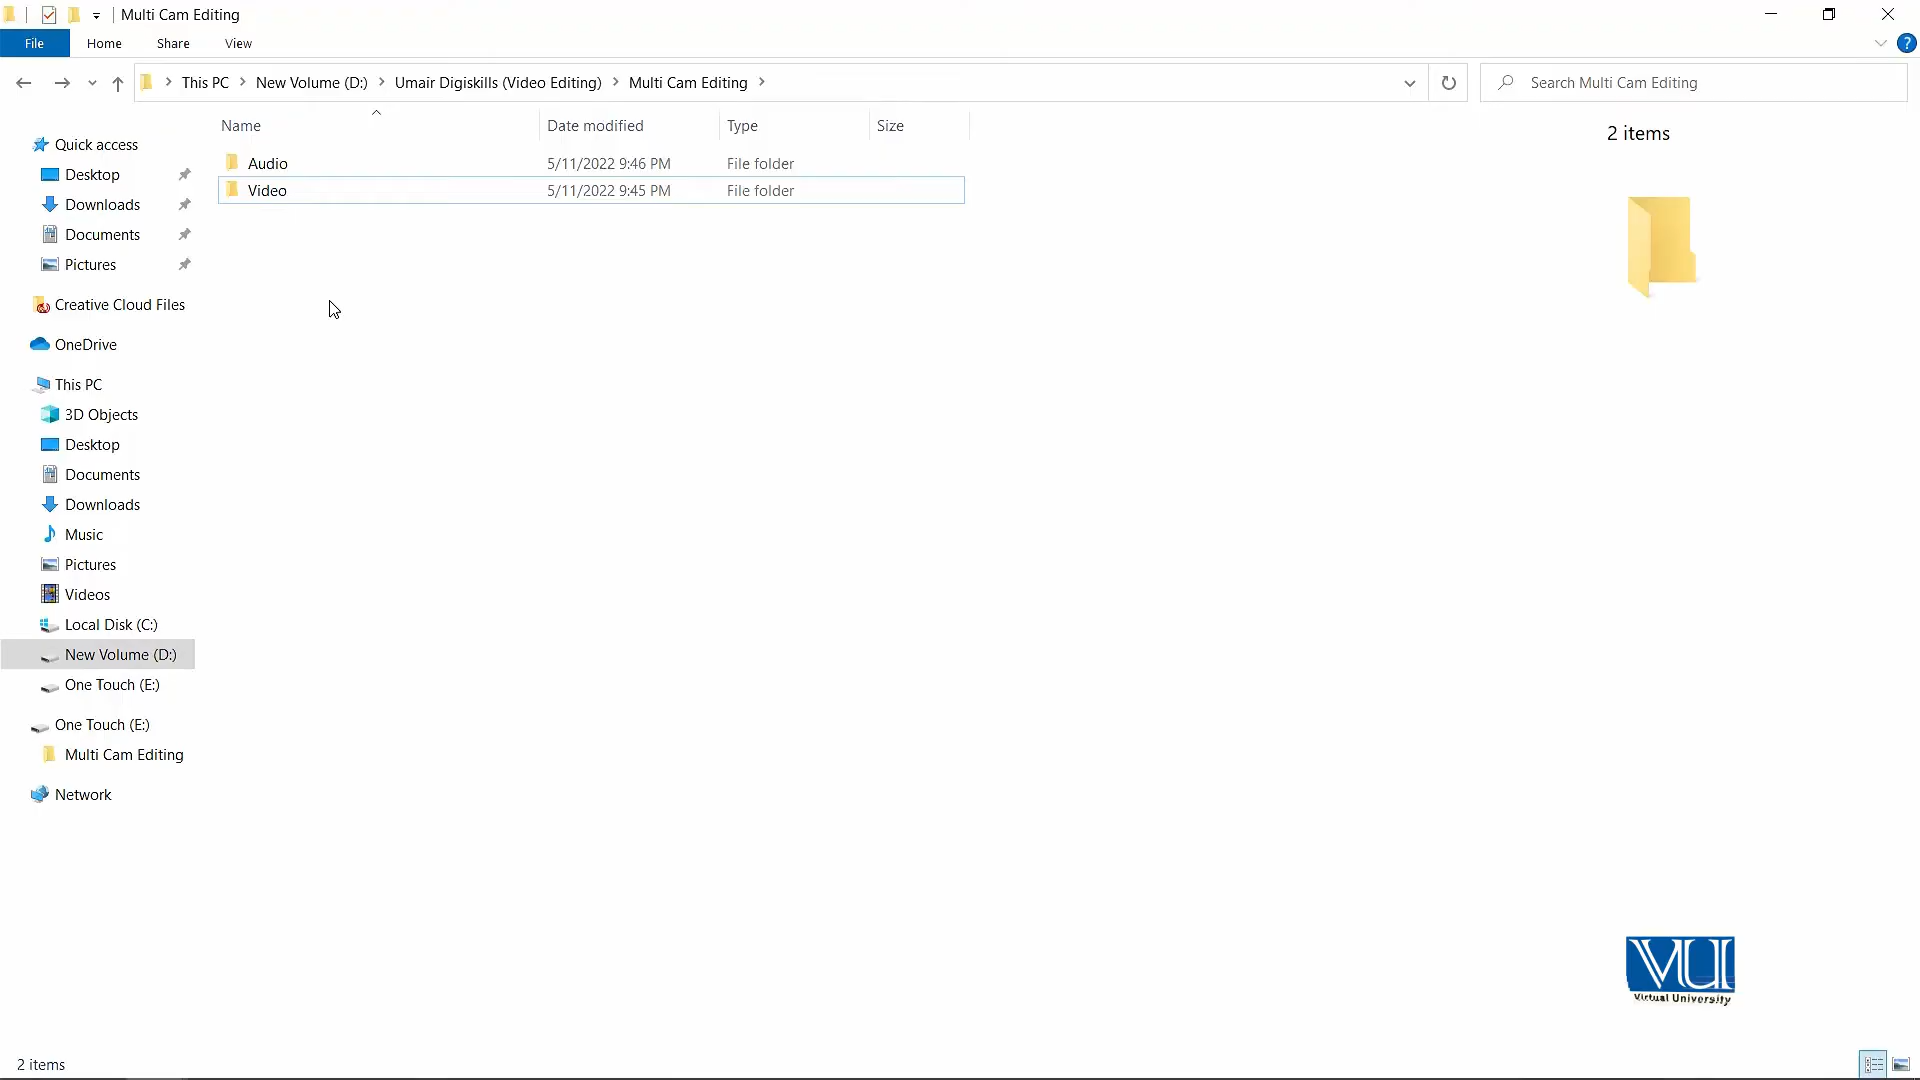 Multi Cam Editing
File Home Share View
This PC New Volume (D:) Umair Digiskills (Video Editing) Multi Cam Editing
Search Multi Cam Editing
Name Date modified Type Size
Audio 5/11/2022 9:46 PM File folder
Video 5/11/2022 9:45 PM File folder
2 items
Quick access
Desktop
Downloads
Documents
Pictures
Creative Cloud Files
OneDrive
This PC
3D Objects
Desktop
Documents
Downloads
Music
Pictures
Videos
Local Disk (C:)
New Volume (D:)
One Touch (E:)
One Touch (E:)
Multi Cam Editing
Network
VU
Virtual University
2 items